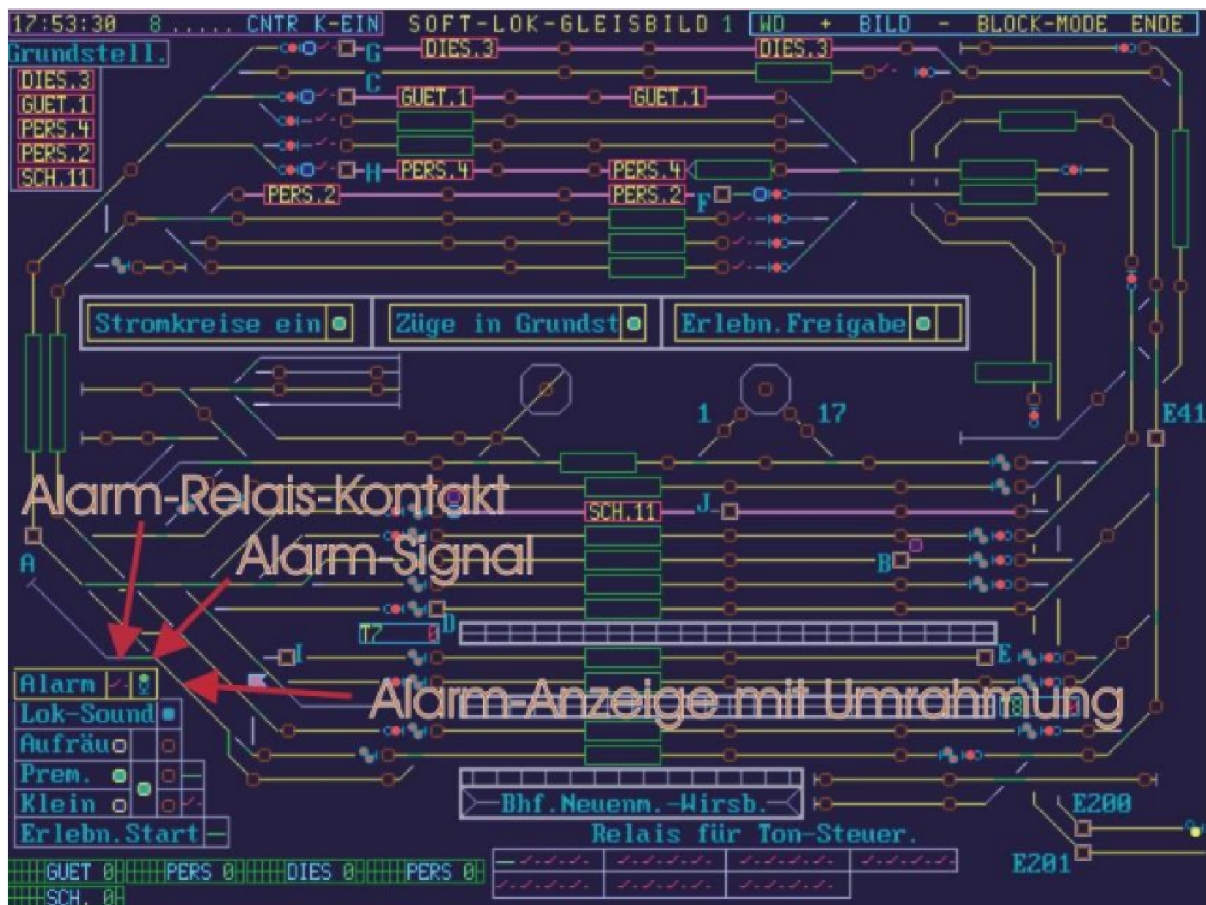 17:53:30 8 ..... CNTR K-EIN SOFT-LOK-GLEISBILD 1 WD + BILD - BLOCK-MODE ENDE
Grundstell.
DIES.3
GUET.1
PERS.4
PERS.2
SCH.11
G DIES.3 DIES.3
C
GUET.1 GUET.1
H PERS.4 PERS.4
PERS.2 PERS.2 F
Stromkreise ein Züge in Grundst Erlebn.Freigabe
1 17 E41
Alarm-Relais-Kontakt
SCH.11 J
Alarm-Signal
A B
T7 0 D
I E
Alarm
Alarm-Anzeige mit Umrahmung
T8
Lok-Sound
Aufräu
Prem.
Klein
Erlebn.Start
Bhf.Neuenm.-Wirsb.
E200
Relais für Ton-Steuer.
E201
GUET 0 PERS 0 DIES 0 PERS 0
SCH. 0